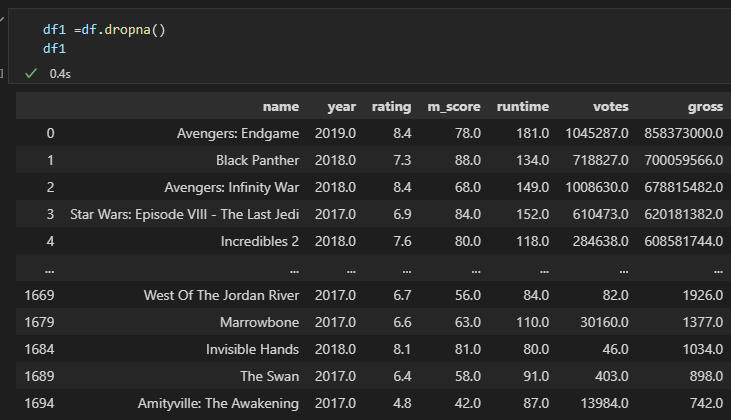 df1 =df.dropna()
df1
0.4s
name year rating m_score runtime votes gross
0 Avengers: Endgame 2019.0 8.4 78.0 181.0 1045287.0 858373000.0
1 Black Panther 2018.0 7.3 88.0 134.0 718827.0 700059566.0
2 Avengers: Infinity War 2018.0 8.4 68.0 149.0 1008630.0 678815482.0
3 Star Wars: Episode VIII - The Last Jedi 2017.0 6.9 84.0 152.0 610473.0 620181382.0
4 Incredibles 2 2018.0 7.6 80.0 118.0 284638.0 608581744.0
... ... ... ... ... ... ... ...
1669 West Of The Jordan River 2017.0 6.7 56.0 84.0 82.0 1926.0
1679 Marrowbone 2017.0 6.6 63.0 110.0 30160.0 1377.0
1684 Invisible Hands 2018.0 8.1 81.0 80.0 46.0 1034.0
1689 The Swan 2017.0 6.4 58.0 91.0 403.0 898.0
1694 Amityville: The Awakening 2017.0 4.8 42.0 87.0 13984.0 742.0